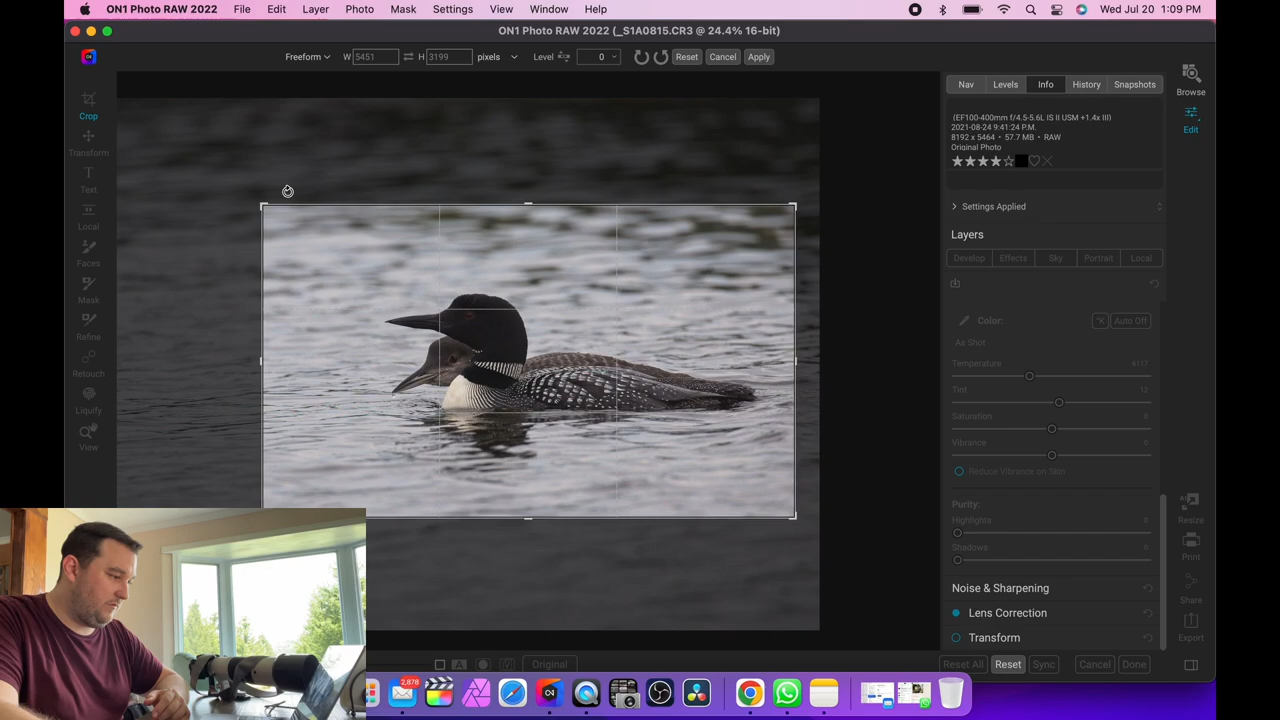 ON1 Photo RAW 2022 File Edit Layer Photo Mask Settings View Window Help Wed Jul 20 1:09 PM
ON1 Photo RAW 2022 (_S1A0815.CR3 @ 24.4% 16-bit)
Freeform W 5451 H 3199 pixels Level 0 Reset Cancel Apply
Crop
Transform
Text
Local
Faces
Mask
Refine
Retouch
Liquify
View
Nav Levels Info History Snapshots
(EF100-400mm f/4.5-5.6L IS II USM +1.4x III)
2021-08-24 9:41:24 P.M.
8192 x 5464 • 57.7 MB • RAW
Original Photo
Settings Applied
Layers
Develop Effects Sky Portrait Local
Color: °K Auto Off
As Shot
Temperature 6117
Tint 12
Saturation 0
Vibrance 0
Reduce Vibrance on Skin
Purity:
Highlights 0
Shadows 0
Noise & Sharpening
Lens Correction
Transform
Reset All Reset Sync Cancel Done
Browse
Edit
Resize
Print
Share
Export
A Original
2,878